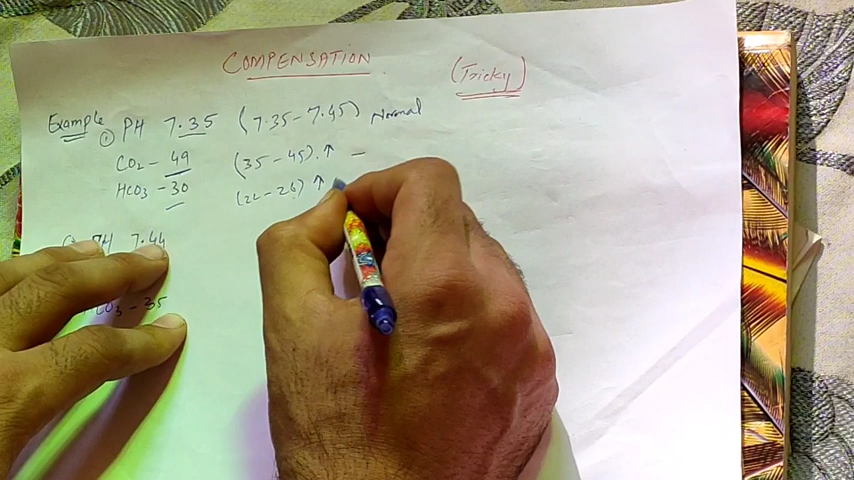 COMPENSATION
(Tricky)
Example ① PH 7.35 (7.35-7.45) Normal
CO₂ - 49 (35-45). ↑ -
HCO₃ - 30 (22-26) ↑
PH 7.44
CO₃ - 35